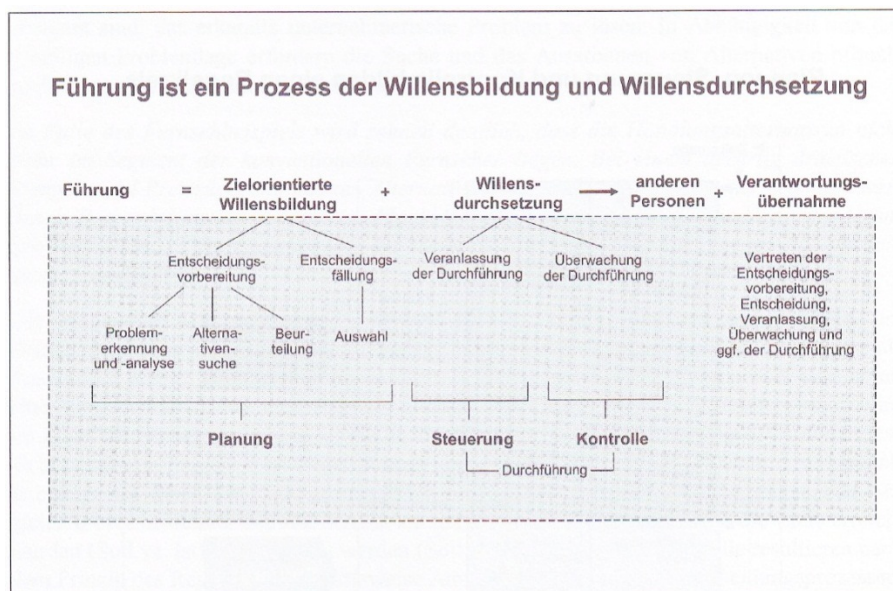 Führung ist ein Prozess der Willensbildung und Willensdurchsetzung
Führung = Zielorientierte Willensbildung + Willens-durchsetzung anderen Personen + Verantwortungs-übernahme
Entscheidungs-
vorbereitung
Entscheidungs-
fällung
Veranlassung
der Durchführung
Überwachung
der Durchführung
Vertreten der
Entscheidungs-
vorbereitung,
Entscheidung,
Veranlassung,
Überwachung und
ggf. der Durchführung
Problem-
erkennung
und -analyse
Alterna-
tiven-
suche
Beur-
teilung
Auswahl
Planung
Steuerung
Kontrolle
Durchführung